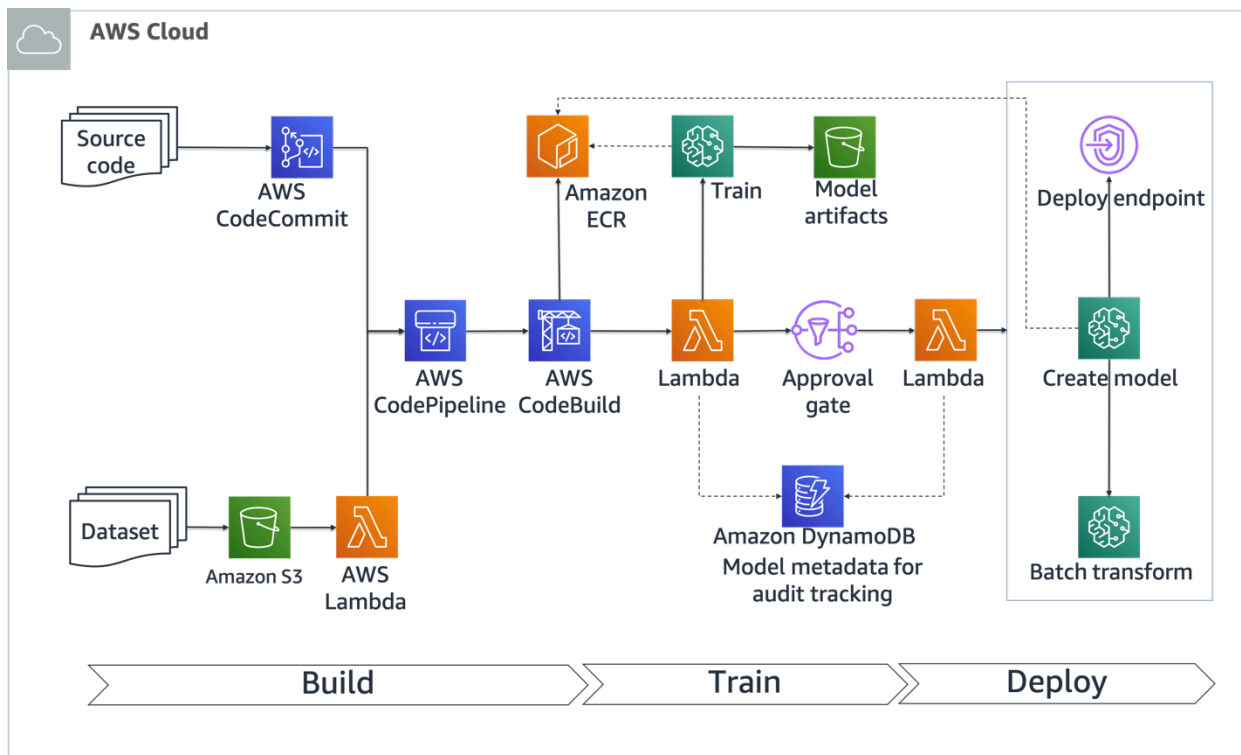 AWS Cloud
Source
code
AWS
CodeCommit
Amazon
ECR
Train
Model
artifacts
Deploy endpoint
AWS
CodePipeline
AWS
CodeBuild
Lambda
Approval
gate
Lambda
Create model
Dataset
Amazon S3
AWS
Lambda
Amazon DynamoDB
Model metadata for
audit tracking
Batch transform
Build
Train
Deploy